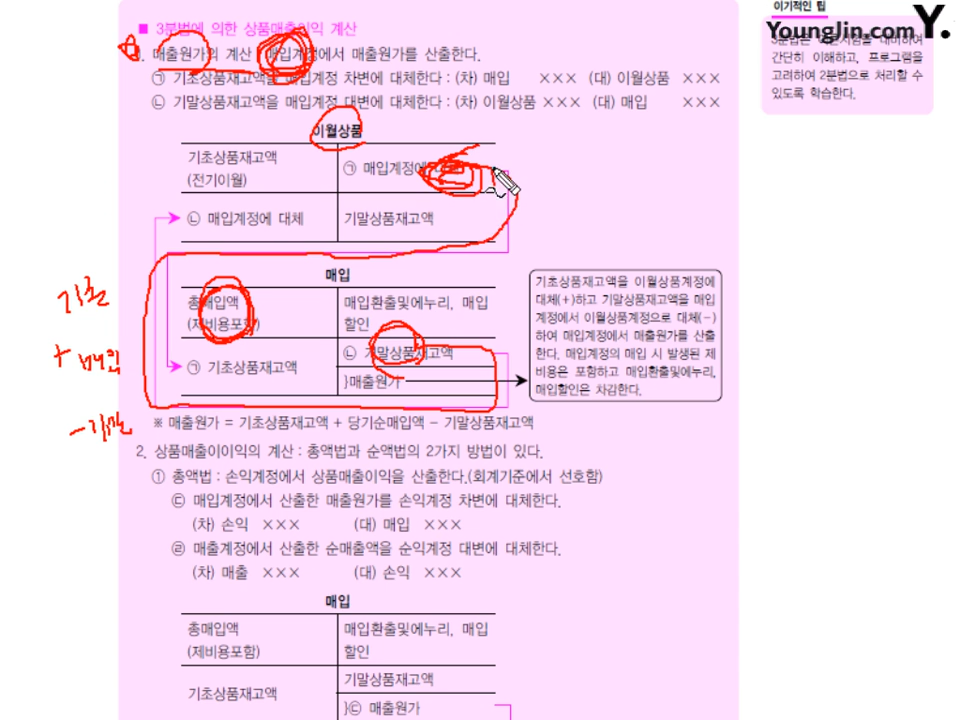 이기적인 팁
YoungJin.com Y.
3분법은 이론시험을 대비하여
간단히 이해하고, 프로그램을
고려하여 2분법으로 처리할 수
있도록 학습한다.
■ 3분법에 의한 상품매출이익 계산
1. 매출원가의 계산 : 매입계정에서 매출원가를 산출한다.
㉠ 기초상품재고액을 매입계정 차변에 대체한다 : (차) 매입 ××× (대) 이월상품 ×××
㉡ 기말상품재고액을 매입계정 대변에 대체한다 : (차) 이월상품 ××× (대) 매입 ×××
이월상품
기초상품재고액
(전기이월)
㉠ 매입계정에
㉡ 매입계정에 대체
기말상품재고액
매입
총매입액
(제비용포함)
매입환출및에누리, 매입
할인
㉠ 기초상품재고액
㉡ 기말상품재고액
}매출원가
기초상품재고액을 이월상품계정에
대체(+)하고 기말상품재고액을 매입
계정에서 이월상품계정으로 대체(-)
하여 매입계정에서 매출원가를 산출
한다. 매입계정의 매입 시 발생된 제
비용은 포함하고 매입환출및에누리,
매입할인은 차감한다.
기초
+ 매입
- 기말
※ 매출원가 = 기초상품재고액 + 당기순매입액 - 기말상품재고액
2. 상품매출이이익의 계산 : 총액법과 순액법의 2가지 방법이 있다.
① 총액법 : 손익계정에서 상품매출이익을 산출한다.(회계기준에서 선호함)
㉢ 매입계정에서 산출한 매출원가를 손익계정 차변에 대체한다.
(차) 손익 ××× (대) 매입 ×××
㉣ 매출계정에서 산출한 순매출액을 순익계정 대변에 대체한다.
(차) 매출 ××× (대) 손익 ×××
매입
총매입액
(제비용포함)
매입환출및에누리, 매입
할인
기초상품재고액
기말상품재고액
}㉢ 매출원가